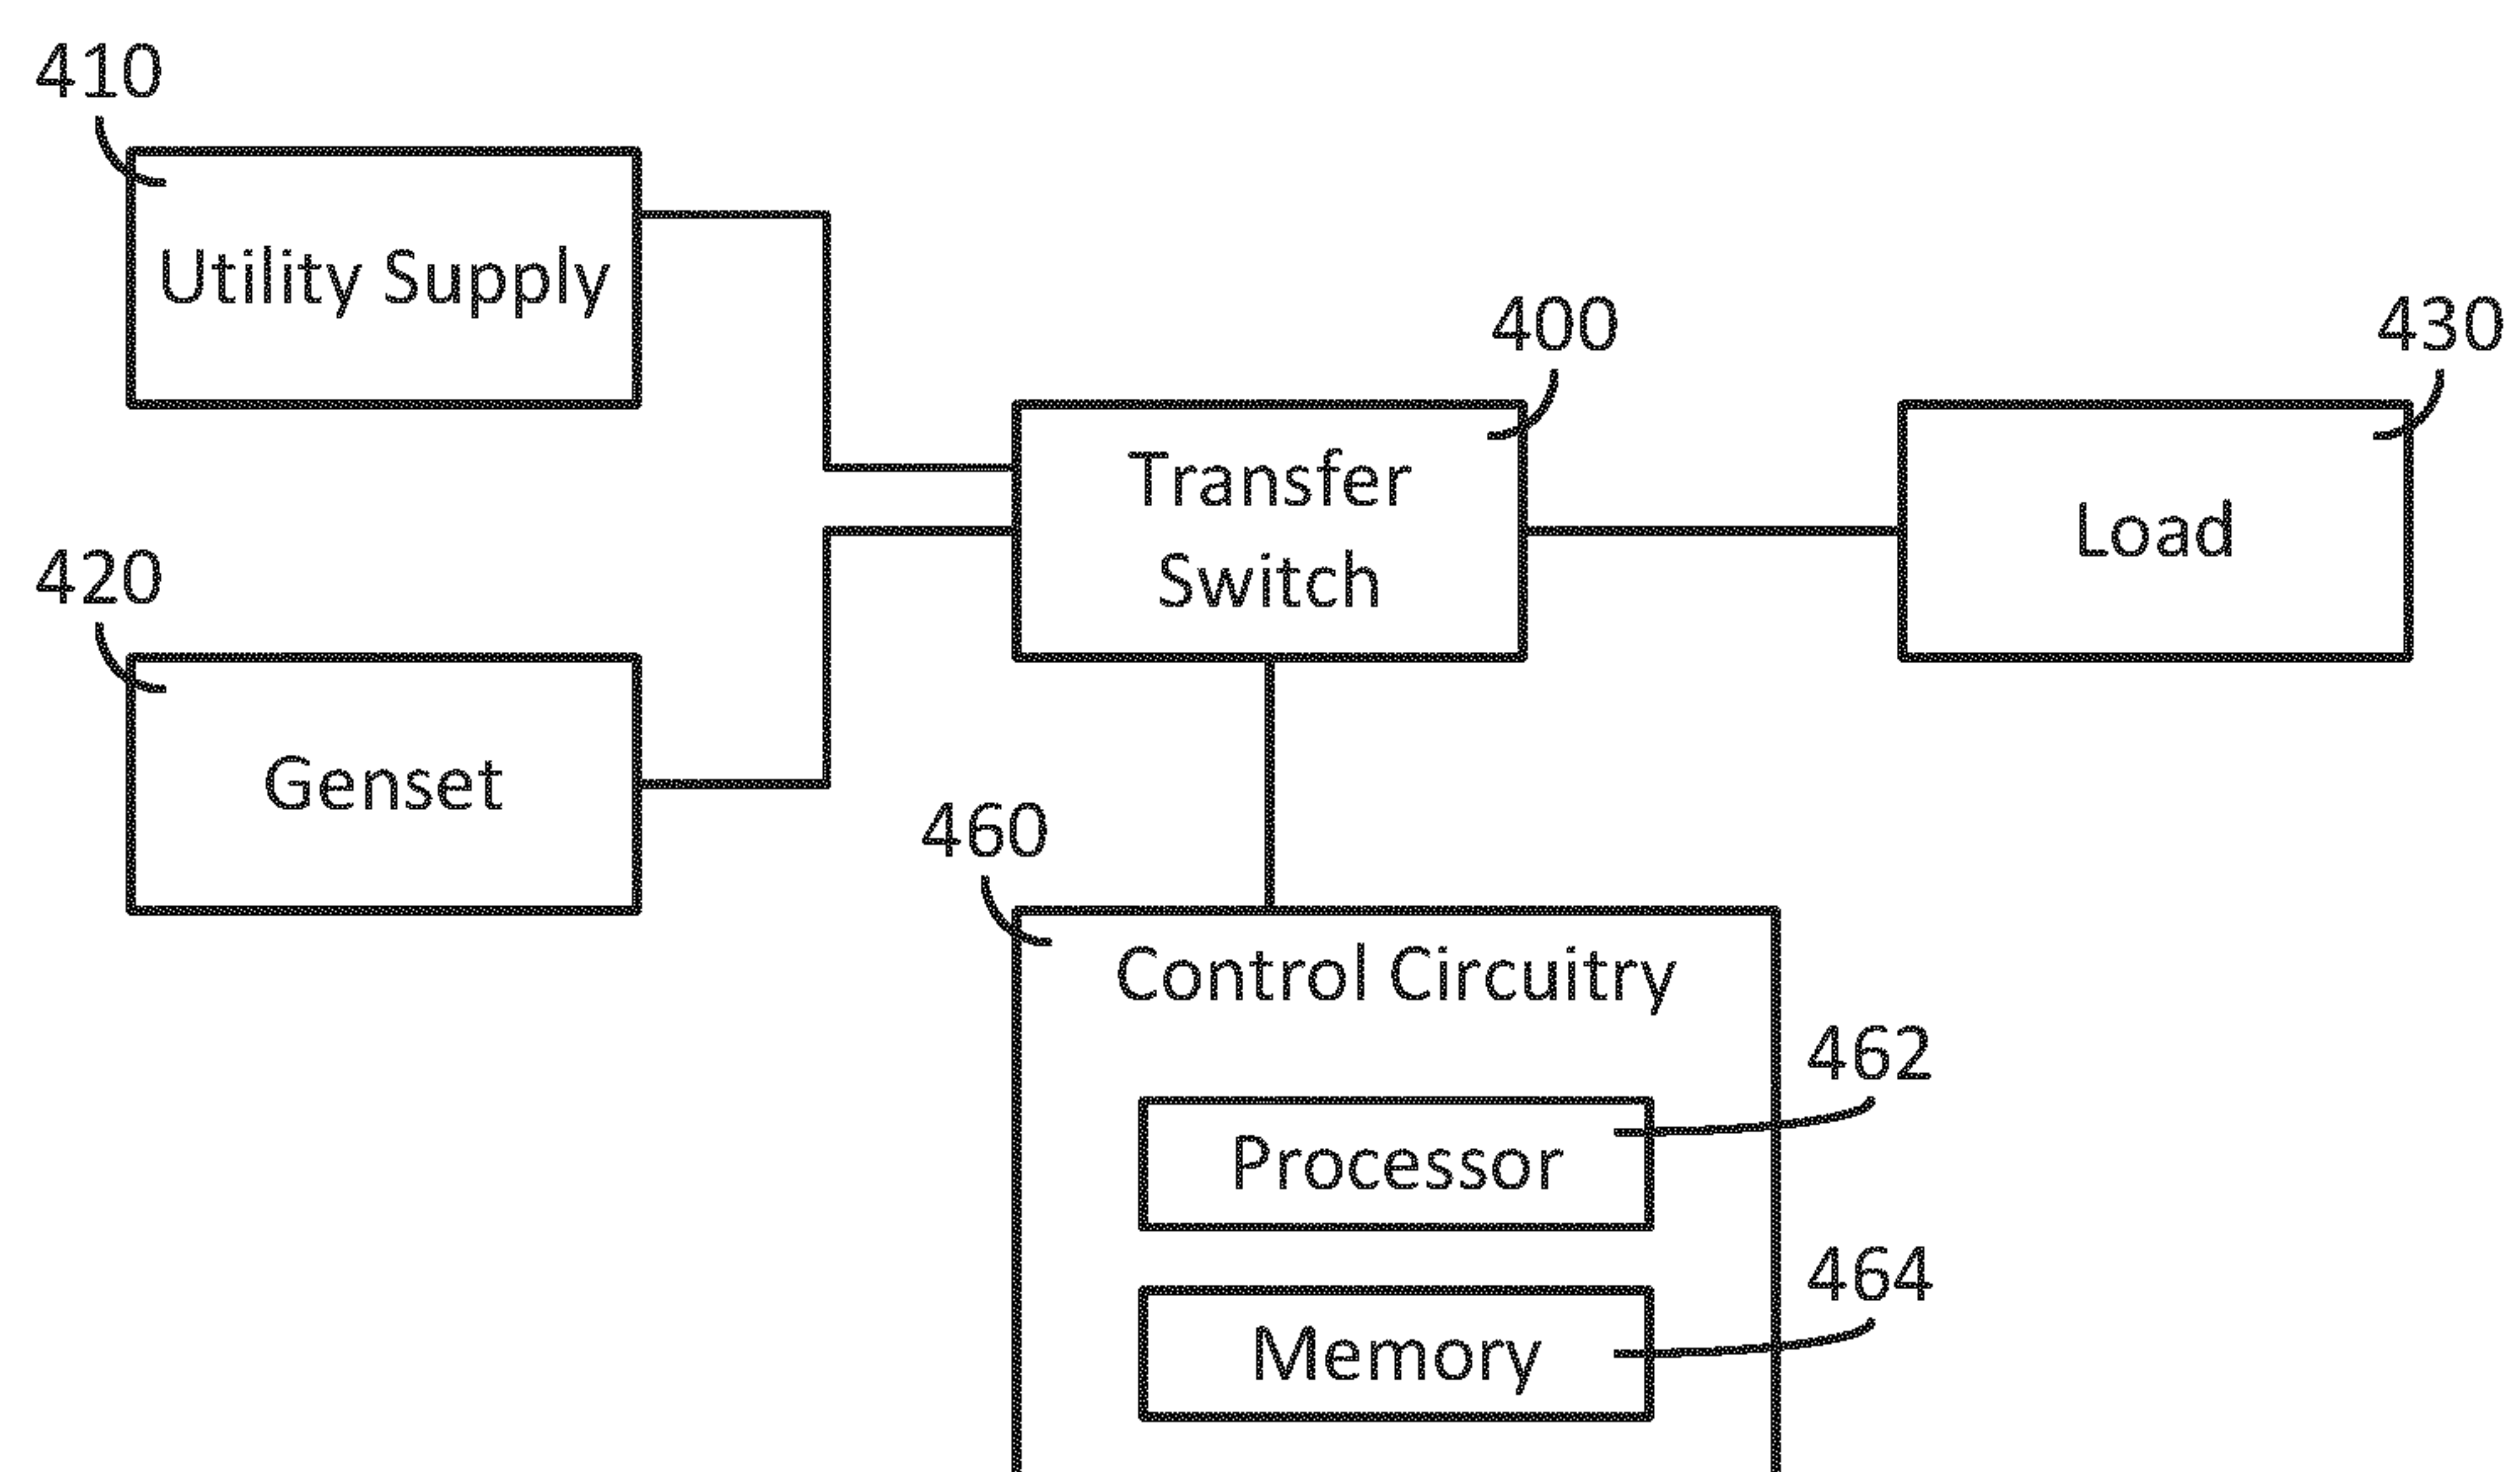 410
Utility Supply
400
430
Transfer
Switch
Load
420
Genset
460
Control Circuitry
462
Processor
464
Memory